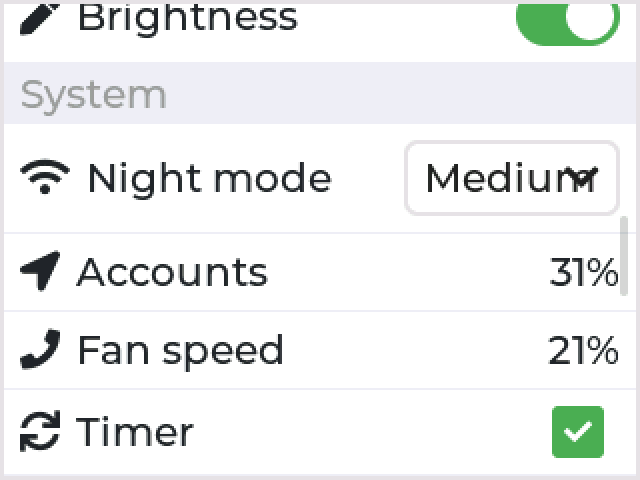 Brightness
System
Night mode Medium
Accounts 31%
Fan speed 21%
Timer